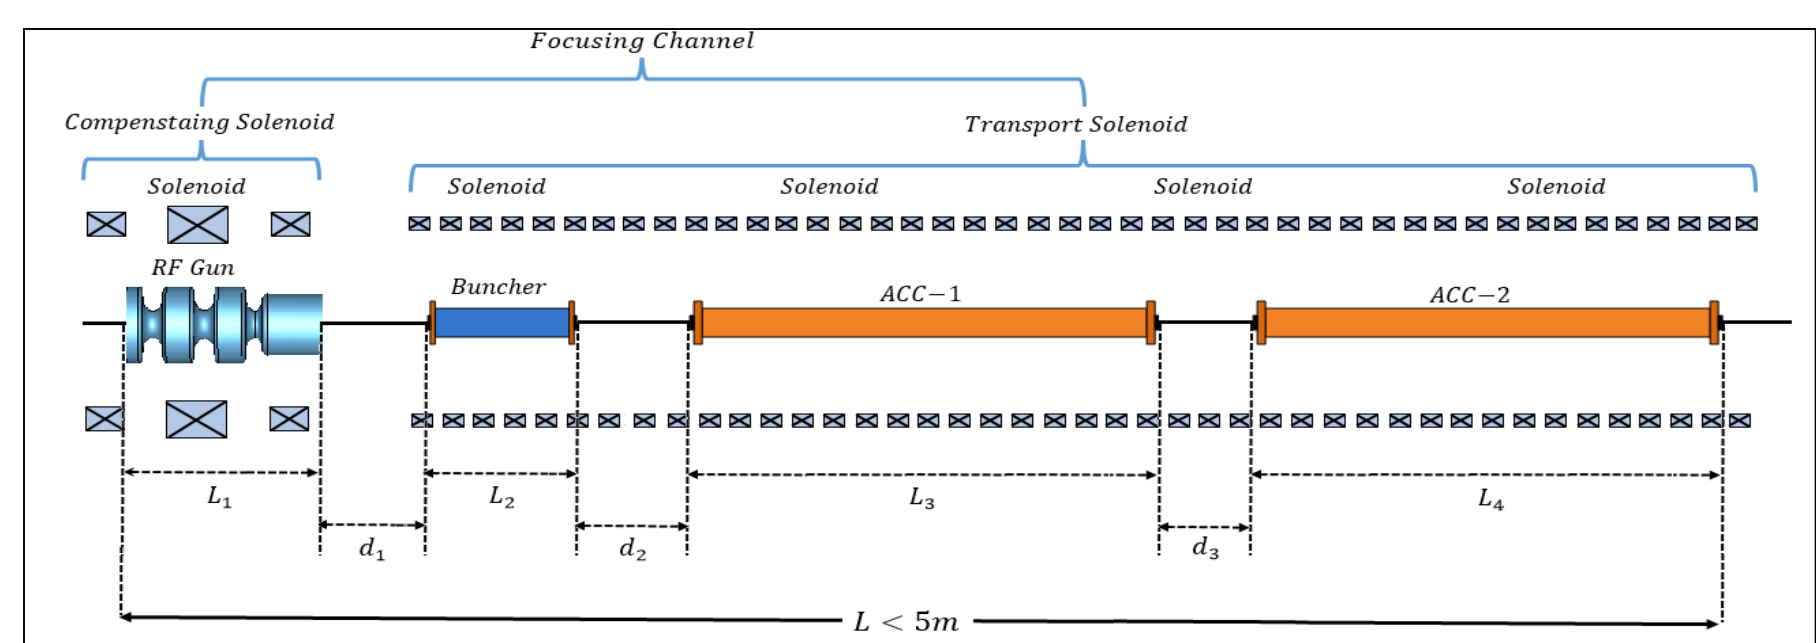 Focusing Channel
Compenstaing Solenoid
Transport Solenoid
Solenoid Solenoid Solenoid Solenoid Solenoid
RF Gun
Buncher
ACC−1
ACC−2
L₁ L₂ L₃ L₄
d₁ d₂ d₃
L < 5m